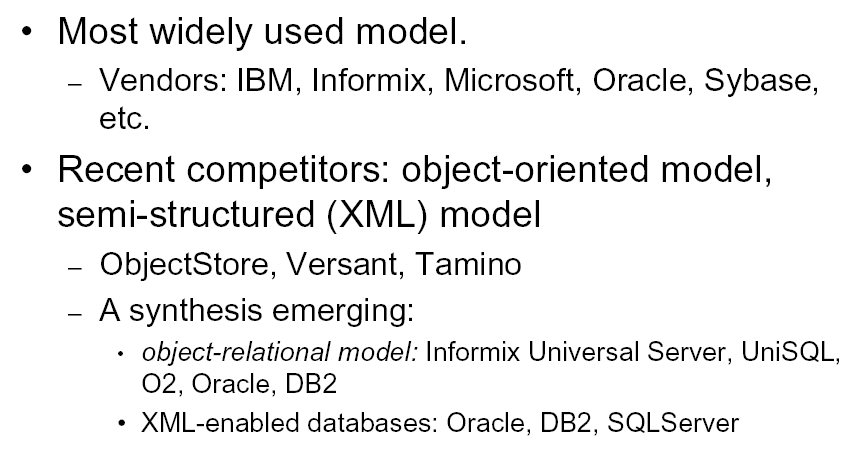 • Most widely used model.
– Vendors: IBM, Informix, Microsoft, Oracle, Sybase,
etc.
• Recent competitors: object-oriented model,
semi-structured (XML) model
– ObjectStore, Versant, Tamino
– A synthesis emerging:
• object-relational model: Informix Universal Server, UniSQL,
O2, Oracle, DB2
• XML-enabled databases: Oracle, DB2, SQLServer